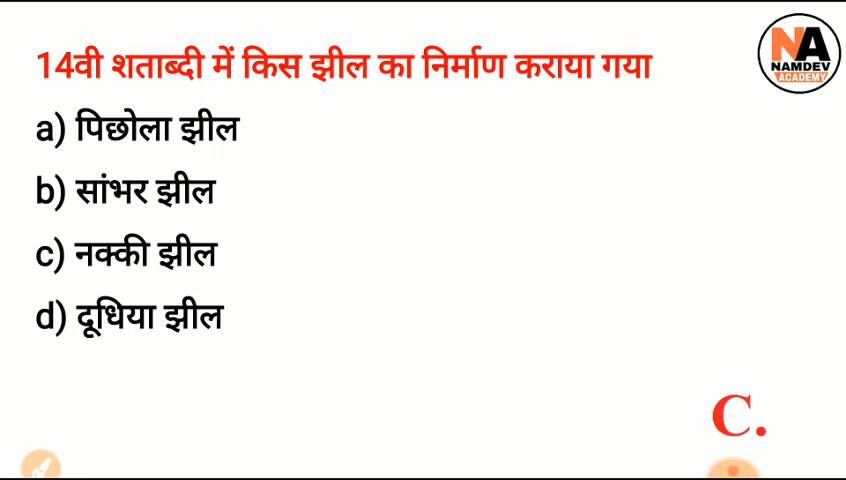 14वी शताब्दी में किस झील का निर्माण कराया गया
NA
NAMDEV
ACADEMY
a) पिछोला झील
b) सांभर झील
c) नक्की झील
d) दूधिया झील
C.